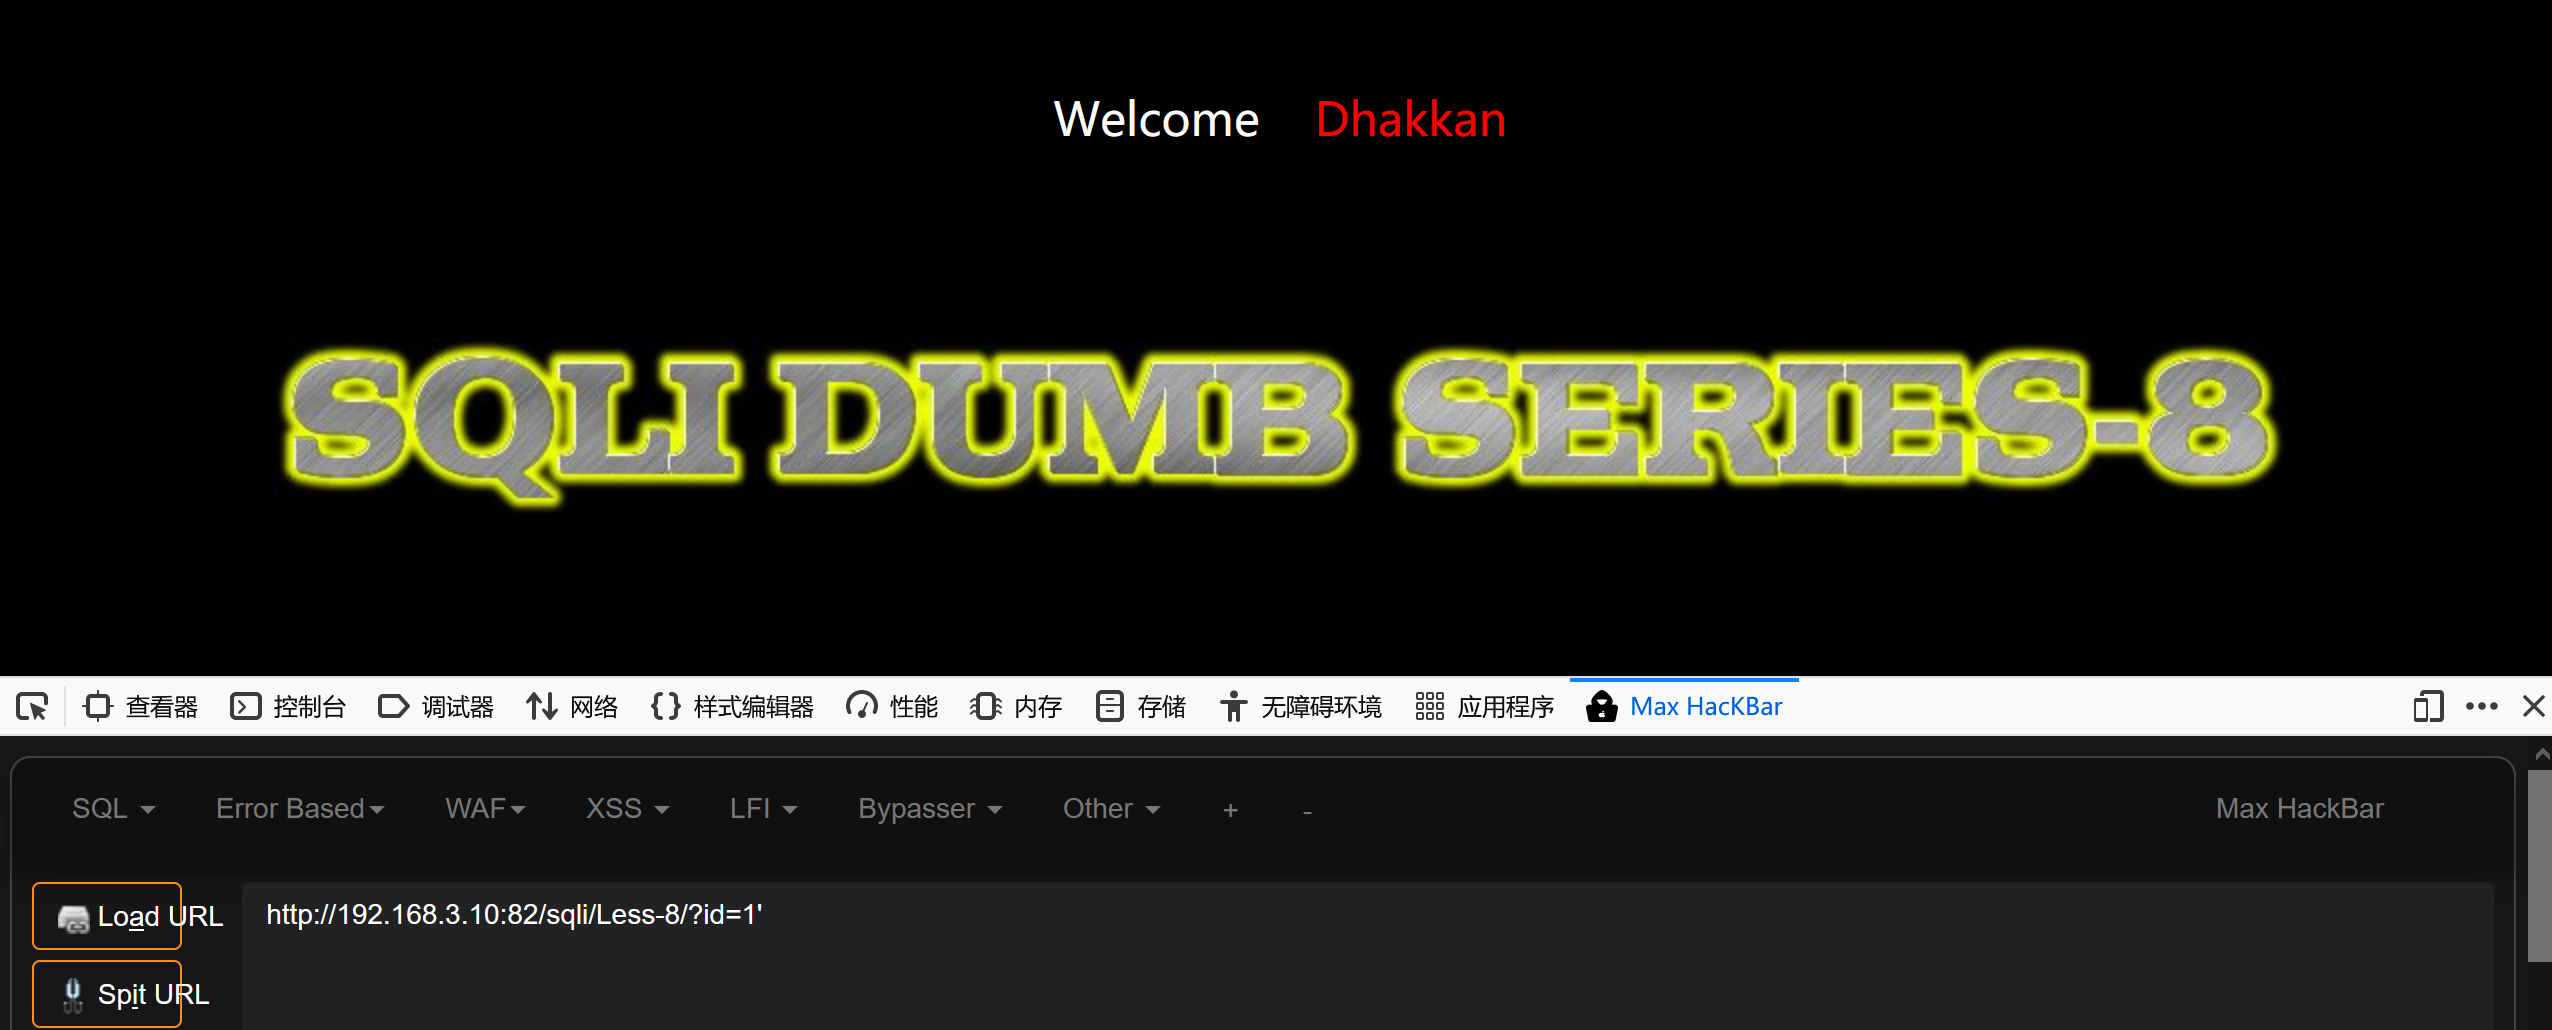 Welcome Dhakkan
SQLI DUMB SERIES-8
查看器 控制台 调试器 网络 样式编辑器 性能 内存 存储 无障碍环境 应用程序 Max HacKBar
SQL Error Based WAF XSS LFI Bypasser Other + - Max HackBar
Load URL http://192.168.3.10:82/sqli/Less-8/?id=1'
Spit URL